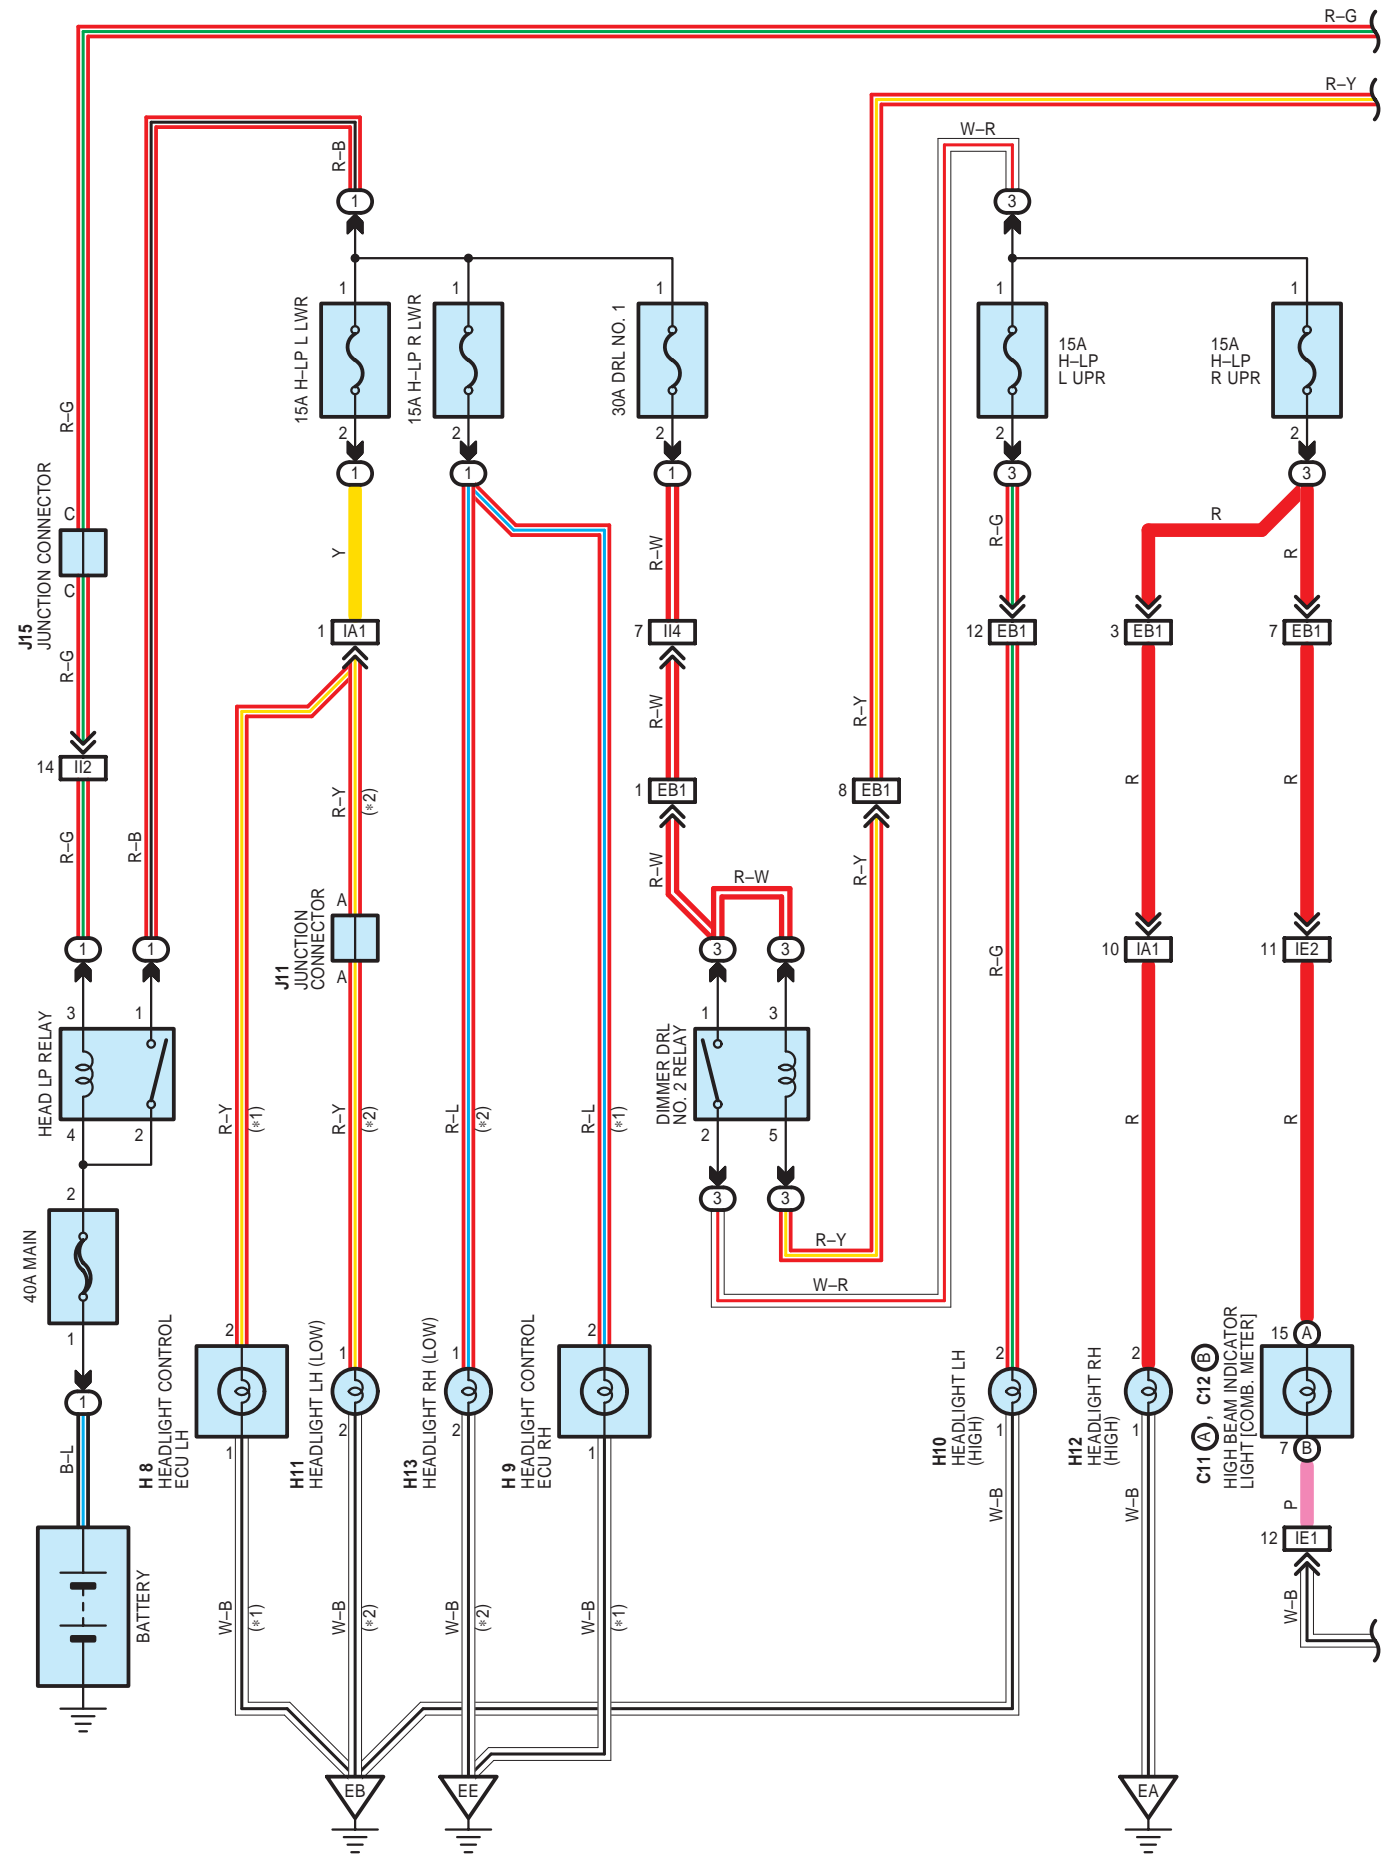 R–G
R–Y
W–R
R–B
1
3
1
1
1
1
1
15A H–LP L LWR
15A H–LP R LWR
30A DRL NO. 1
15A
H–LP
L UPR
15A
H–LP
R UPR
2
2
2
2
2
1
1
1
3
3
R–G
C
J15
JUNCTION CONNECTOR
C
Y
R–W
R–G
R
R
1 IA1
7 II4
12 EB1
3 EB1
7 EB1
R–G
R–W
R–Y
14 II2
R–Y
(*2)
1 EB1
8 EB1
R
R
R–G
R–B
R–W
R–W
R–Y
A
J11
JUNCTION
CONNECTOR
A
1
1
3
3
R–G
10 IA1
11 IE2
3
1
1
3
HEAD LP RELAY
DIMMER DRL
NO. 2 RELAY
4
2
2
5
R–Y
(*1)
R–Y
(*2)
R–L
(*2)
R–L
(*1)
R
R
2
3
3
40A MAIN
R–Y
W–R
1
1
2
1
1
2
2
2
15 A
H 8
HEADLIGHT CONTROL
ECU LH
H11
HEADLIGHT LH (LOW)
H13
HEADLIGHT RH (LOW)
H 9
HEADLIGHT CONTROL
ECU RH
H10
HEADLIGHT LH
(HIGH)
H12
HEADLIGHT RH
(HIGH)
C11 A , C12 B
HIGH BEAM INDICATOR
LIGHT [COMB. METER]
1
2
2
1
1
1
7 B
B–L
W–B
W–B
P
12 IE1
BATTERY
W–B
(*1)
W–B
(*2)
W–B
(*2)
W–B
(*1)
W–B
EB
EE
EA